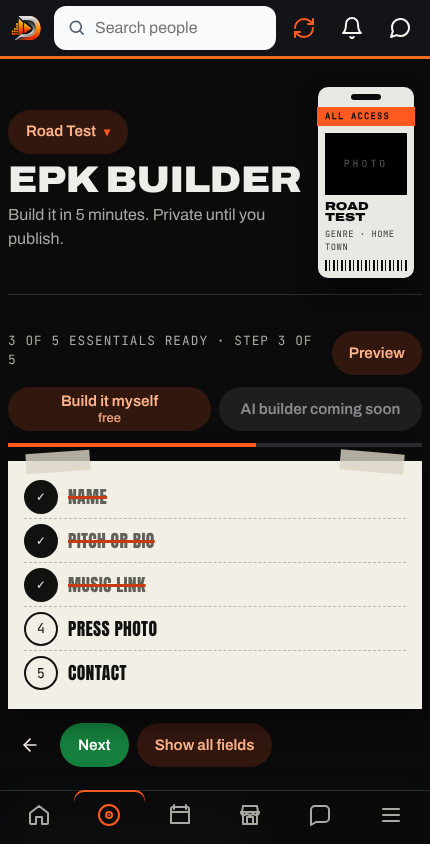 Search people
Road Test ▾
EPK BUILDER
Build it in 5 minutes. Private until you
publish.
ALL ACCESS
PHOTO
ROAD
TEST
GENRE · HOME
TOWN
3 OF 5 ESSENTIALS READY · STEP 3 OF
5
Preview
Build it myself
free
AI builder coming soon
✓ NAME
✓ PITCH OR BIO
✓ MUSIC LINK
4 PRESS PHOTO
5 CONTACT
Next
Show all fields